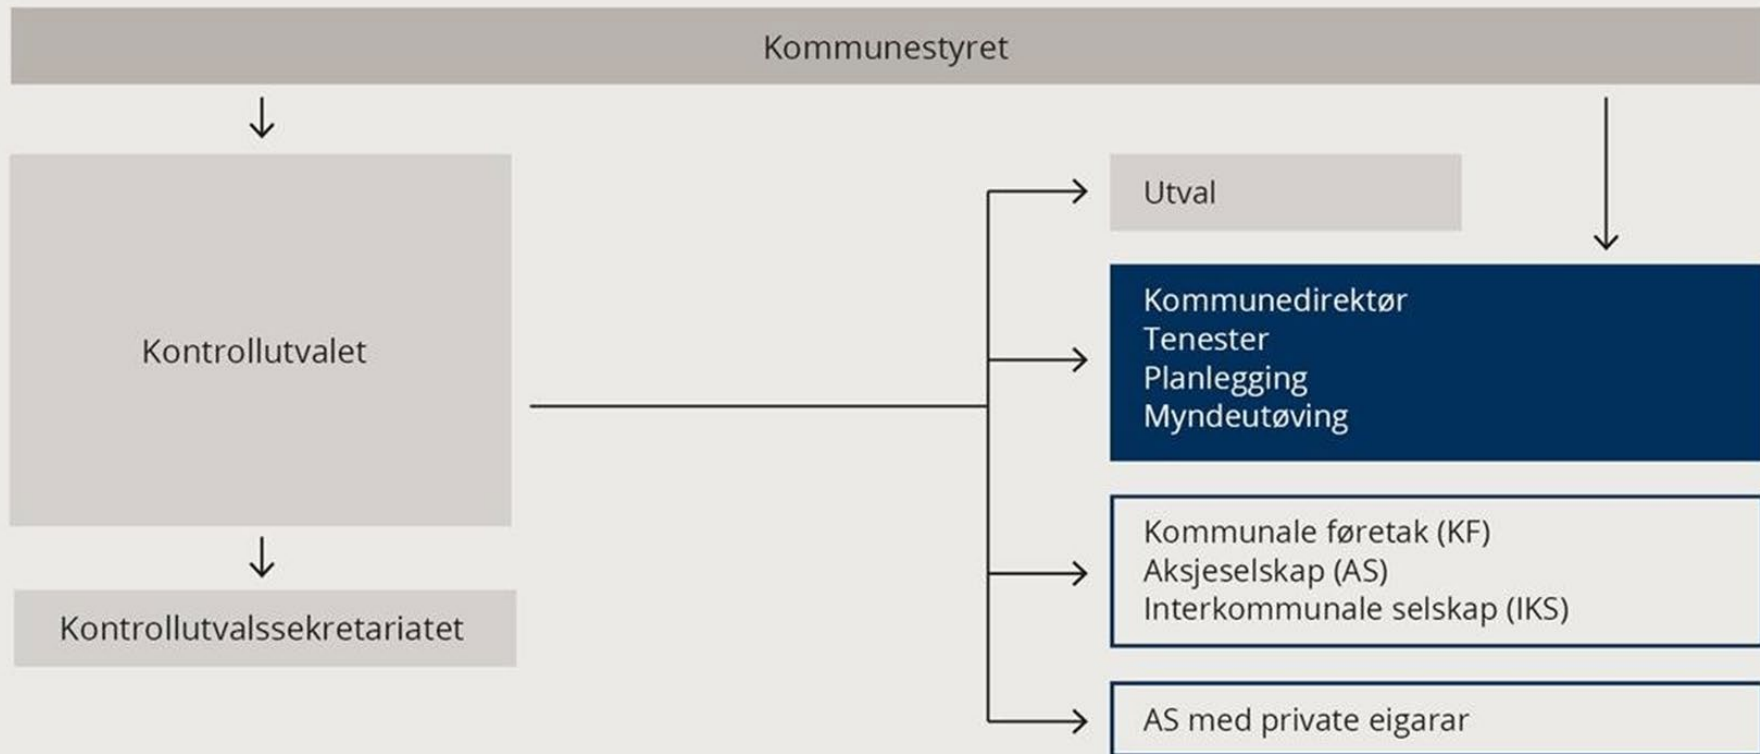 Kommunestyret
Kontrollutvalet
Kontrollutvalssekretariatet
Utval
Kommunedirektør
Tenester
Planlegging
Myndeutøving
Kommunale føretak (KF)
Aksjeselskap (AS)
Interkommunale selskap (IKS)
AS med private eigarar